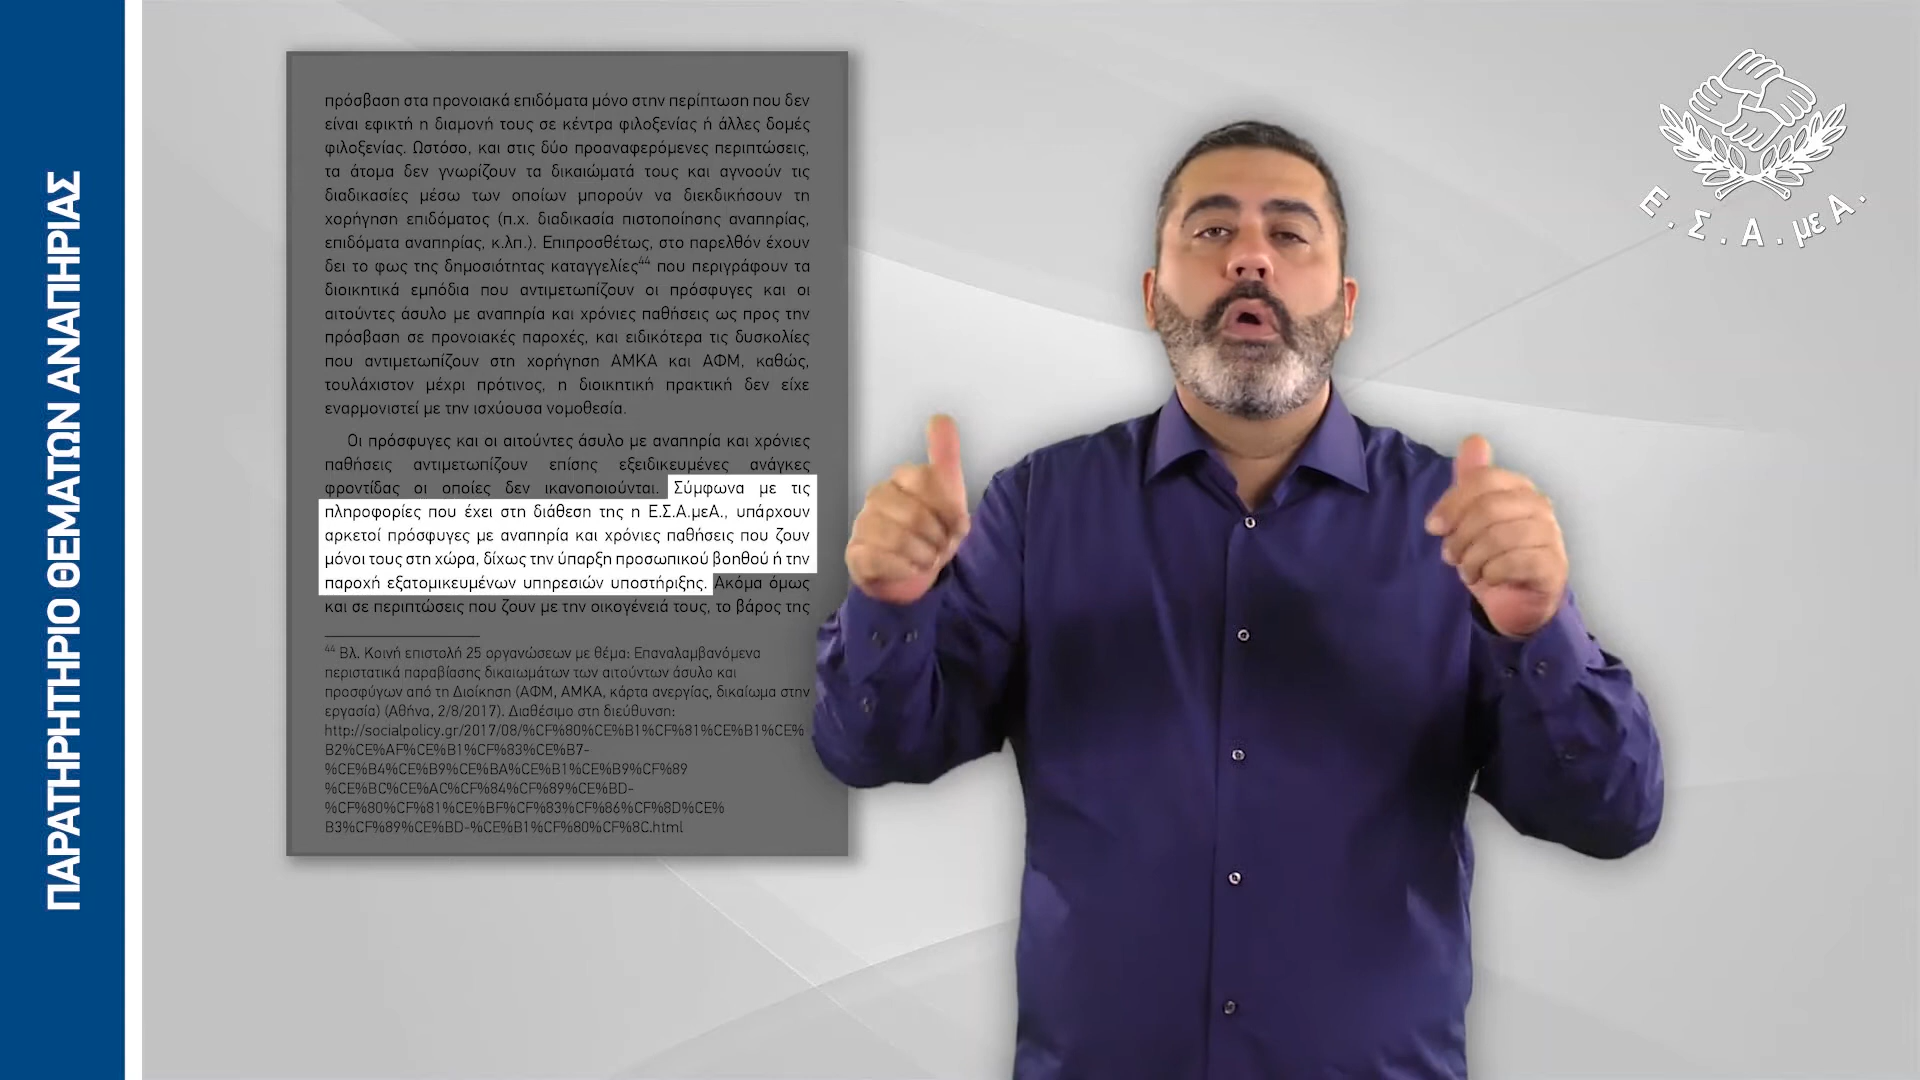 ΠΑΡΑΤΗΡΗΤΗΡΙΟ ΘΕΜΑΤΩΝ ΑΝΑΠΗΡΙΑΣ
πρόσβαση στα προνοιακά επιδόματα μόνο στην περίπτωση που δεν
είναι εφικτή η διαμονή τους σε κέντρα φιλοξενίας ή άλλες δομές
φιλοξενίας. Ωστόσο, και στις δύο προαναφερόμενες περιπτώσεις,
τα άτομα δεν γνωρίζουν τα δικαιώματά τους και αγνοούν τις
διαδικασίες μέσω των οποίων μπορούν να διεκδικήσουν τη
χορήγηση επιδόματος (π.χ. διαδικασία πιστοποίησης αναπηρίας,
επιδόματα αναπηρίας, κ.λπ.). Επιπροσθέτως, στο παρελθόν έχουν
δει το φως της δημοσιότητας καταγγελίες44 που περιγράφουν τα
διοικητικά εμπόδια που αντιμετωπίζουν οι πρόσφυγες και οι
αιτούντες άσυλο με αναπηρία και χρόνιες παθήσεις ως προς την
πρόσβαση σε προνοιακές παροχές, και ειδικότερα τις δυσκολίες
που αντιμετωπίζουν στη χορήγηση ΑΜΚΑ και ΑΦΜ, καθώς,
τουλάχιστον μέχρι πρότινος, η διοικητική πρακτική δεν είχε
εναρμονιστεί με την ισχύουσα νομοθεσία.
Οι πρόσφυγες και οι αιτούντες άσυλο με αναπηρία και χρόνιες
παθήσεις αντιμετωπίζουν επίσης εξειδικευμένες ανάγκες
φροντίδας οι οποίες δεν ικανοποιούνται. Σύμφωνα με τις
πληροφορίες που έχει στη διάθεση της η Ε.Σ.Α.μεΑ., υπάρχουν
αρκετοί πρόσφυγες με αναπηρία και χρόνιες παθήσεις που ζουν
μόνοι τους στη χώρα, δίχως την ύπαρξη προσωπικού βοηθού ή την
παροχή εξατομικευμένων υπηρεσιών υποστήριξης. Ακόμα όμως
και σε περιπτώσεις που ζουν με την οικογένειά τους, το βάρος της
44 Βλ. Κοινή επιστολή 25 οργανώσεων με θέμα: Επαναλαμβανόμενα
περιστατικά παραβίασης δικαιωμάτων των αιτούντων άσυλο και
προσφύγων από τη Διοίκηση (ΑΦΜ, ΑΜΚΑ, κάρτα ανεργίας, δικαίωμα στην
εργασία) (Αθήνα, 2/8/2017). Διαθέσιμο στη διεύθυνση:
http://socialpolicy.gr/2017/08/%CF%80%CE%B1%CF%81%CE%B1%CE%
B2%CE%AF%CE%B1%CF%83%CE%B7-
%CE%B4%CE%B9%CE%BA%CE%B1%CE%B9%CF%89
%CE%BC%CE%AC%CF%84%CF%89%CE%BD-
%CF%80%CF%81%CE%BF%CF%83%CF%86%CF%8D%CE%
B3%CF%89%CE%BD-%CE%B1%CF%80%CF%8C.html
Ε.Σ.Α.μεΑ.